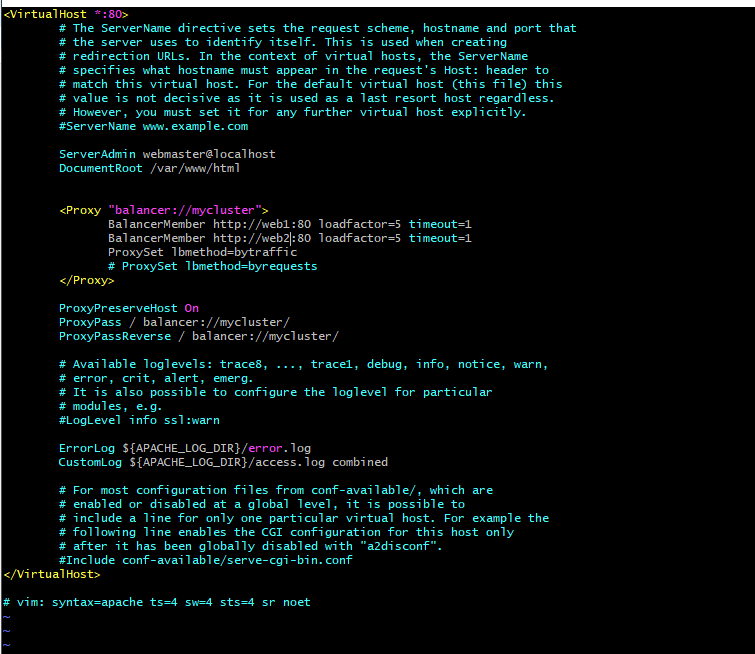 <VirtualHost *:80>
# The ServerName directive sets the request scheme, hostname and port that
# the server uses to identify itself. This is used when creating
# redirection URLs. In the context of virtual hosts, the ServerName
# specifies what hostname must appear in the request's Host: header to
# match this virtual host. For the default virtual host (this file) this
# value is not decisive as it is used as a last resort host regardless.
# However, you must set it for any further virtual host explicitly.
#ServerName www.example.com
ServerAdmin webmaster@localhost
DocumentRoot /var/www/html
<Proxy "balancer://mycluster">
BalancerMember http://web1:80 loadfactor=5 timeout=1
BalancerMember http://web2:80 loadfactor=5 timeout=1
ProxySet lbmethod=bytraffic
# ProxySet lbmethod=byrequests
</Proxy>
ProxyPreserveHost On
ProxyPass / balancer://mycluster/
ProxyPassReverse / balancer://mycluster/
# Available loglevels: trace8, ..., trace1, debug, info, notice, warn,
# error, crit, alert, emerg.
# It is also possible to configure the loglevel for particular
# modules, e.g.
#LogLevel info ssl:warn
ErrorLog ${APACHE_LOG_DIR}/error.log
CustomLog ${APACHE_LOG_DIR}/access.log combined
# For most configuration files from conf-available/, which are
# enabled or disabled at a global level, it is possible to
# include a line for only one particular virtual host. For example the
# following line enables the CGI configuration for this host only
# after it has been globally disabled with "a2disconf".
#Include conf-available/serve-cgi-bin.conf
</VirtualHost>
# vim: syntax=apache ts=4 sw=4 sts=4 sr noet
~
~
~